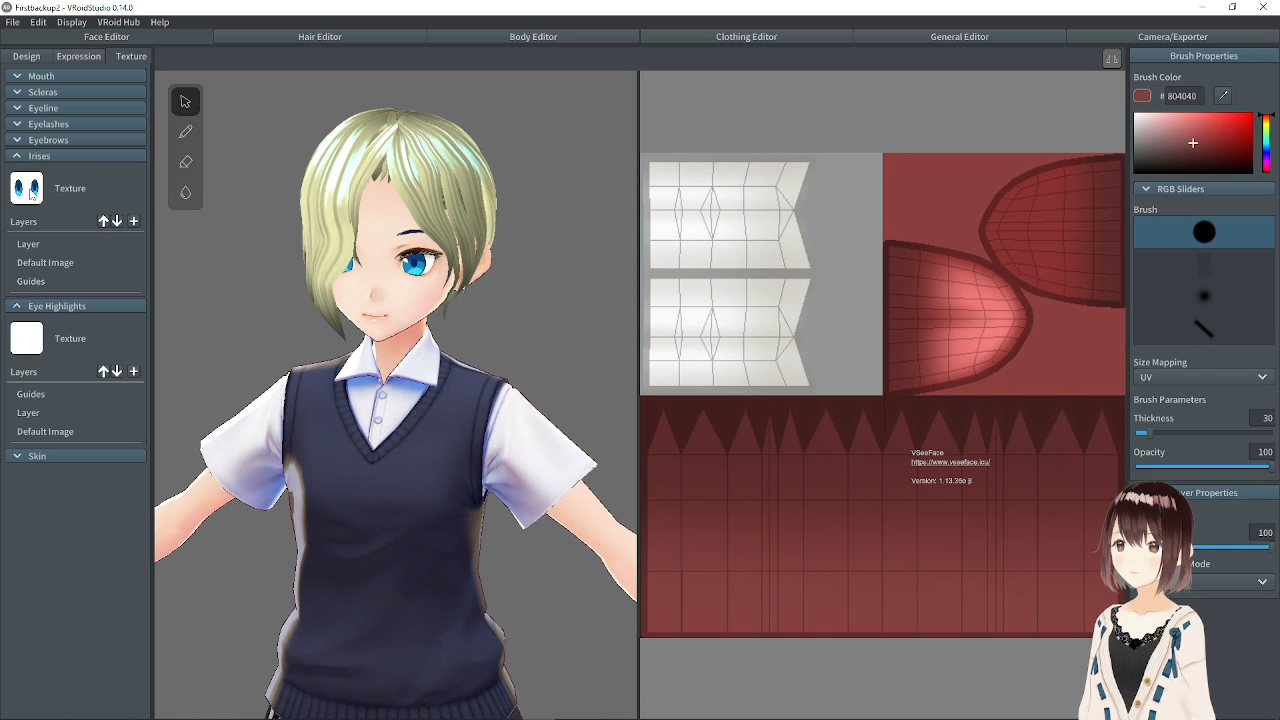 Firstbackup2 - VRoidStudio 0.14.0
File Edit Display VRoid Hub Help
Face Editor Hair Editor Body Editor Clothing Editor General Editor Camera/Exporter
Design Expression Texture
Mouth
Scleras
Eyeline
Eyelashes
Eyebrows
Irises
Texture
Layers
Layer
Default Image
Guides
Eye Highlights
Texture
Layers
Guides
Layer
Default Image
Skin
VSeeFace
https://www.vseeface.icu/
Version: 1.13.36o β
Brush Properties
Brush Color
# 804040
RGB Sliders
Brush
Size Mapping
UV
Brush Parameters
Thickness 30
Opacity 100
Properties
100
Mode